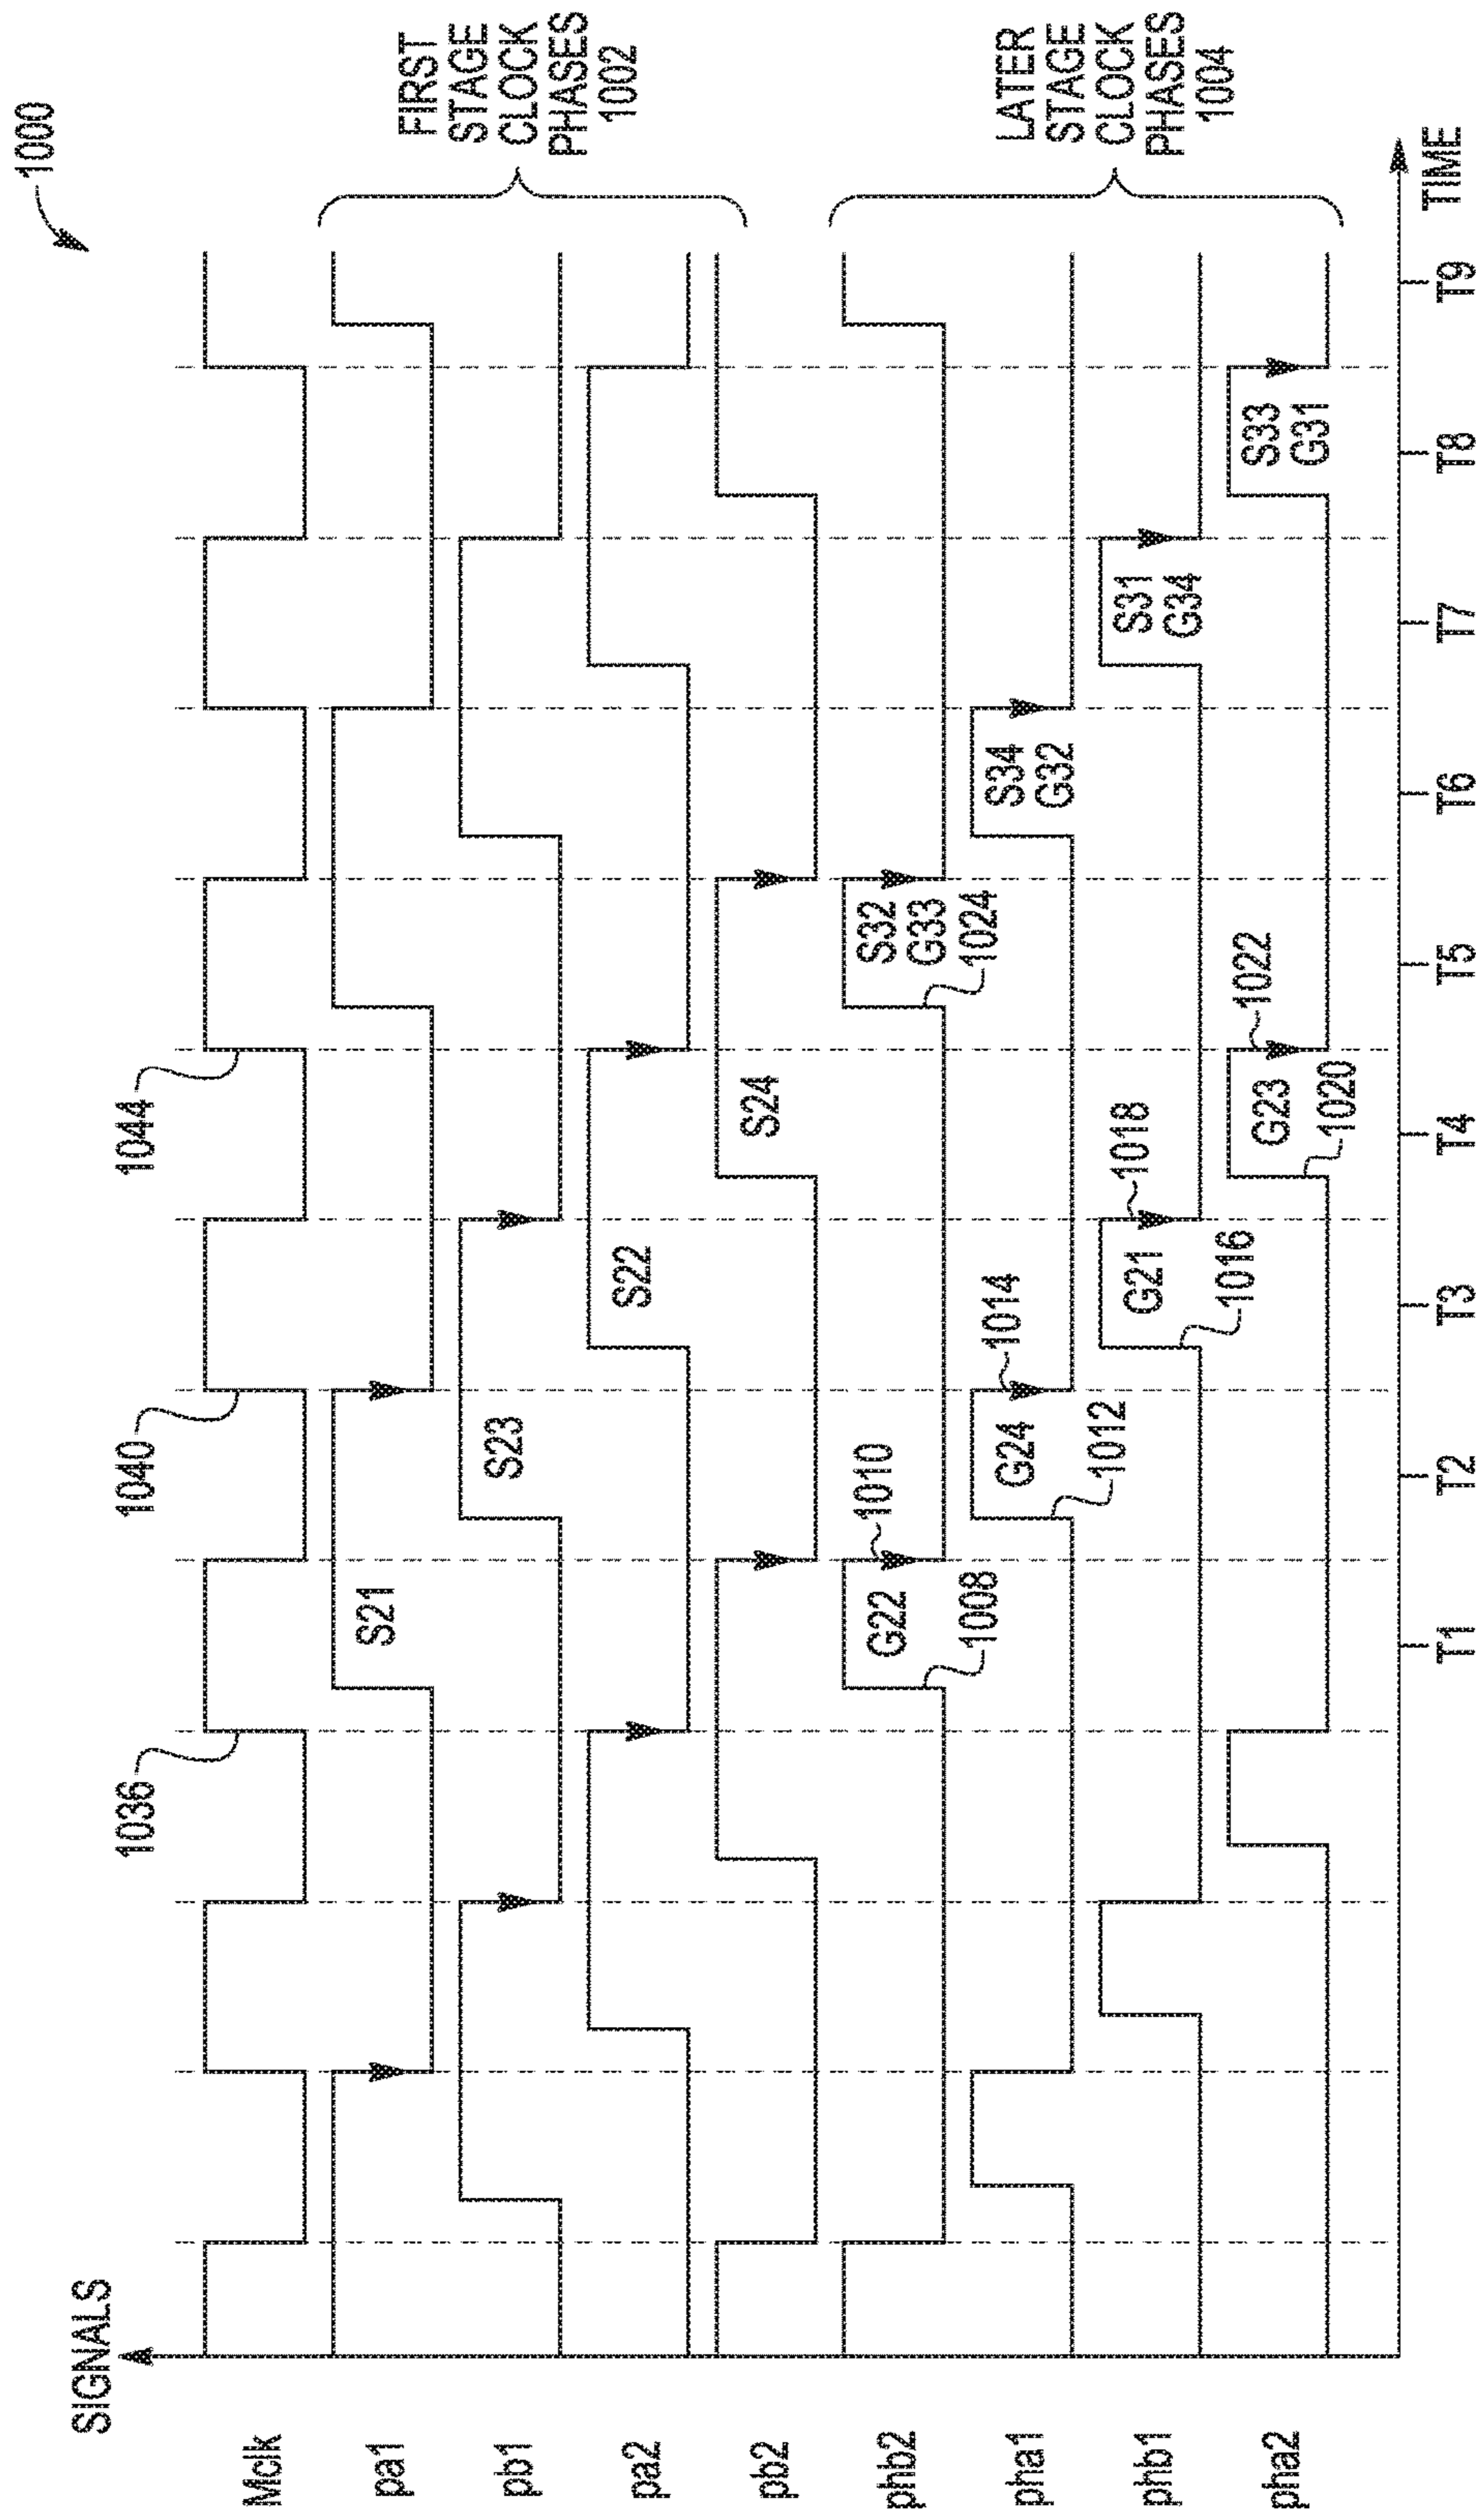 1000
SIGNALS
1036
1040
1044
Mclk
pa1
S21
pb1
S23
pa2
S22
pb2
S24
FIRST
STAGE
CLOCK
PHASES
1002
phb2
G22
1010
1008
S32
G33
1024
pha1
G24
1014
1012
S34
G32
phb1
G21
1018
1016
S31
G34
pha2
G23
1022
1020
S33
G31
LATER
STAGE
CLOCK
PHASES
1004
T1
T2
T3
T4
T5
T6
T7
T8
T9
TIME